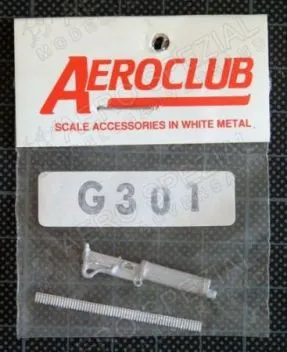 AEROCLUB
SCALE ACCESSORIES IN WHITE METAL
G301